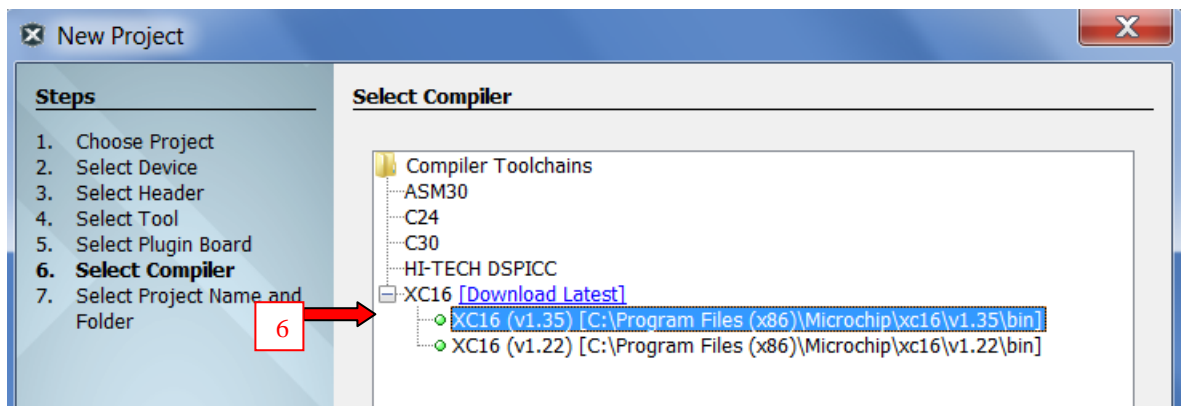 New Project
X
Steps
1. Choose Project
2. Select Device
3. Select Header
4. Select Tool
5. Select Plugin Board
6. Select Compiler
7. Select Project Name and
Folder
6
Select Compiler
Compiler Toolchains
ASM30
C24
C30
HI-TECH DSPICC
XC16 [Download Latest]
XC16 (v1.35) [C:\Program Files (x86)\Microchip\xc16\v1.35\bin]
XC16 (v1.22) [C:\Program Files (x86)\Microchip\xc16\v1.22\bin]